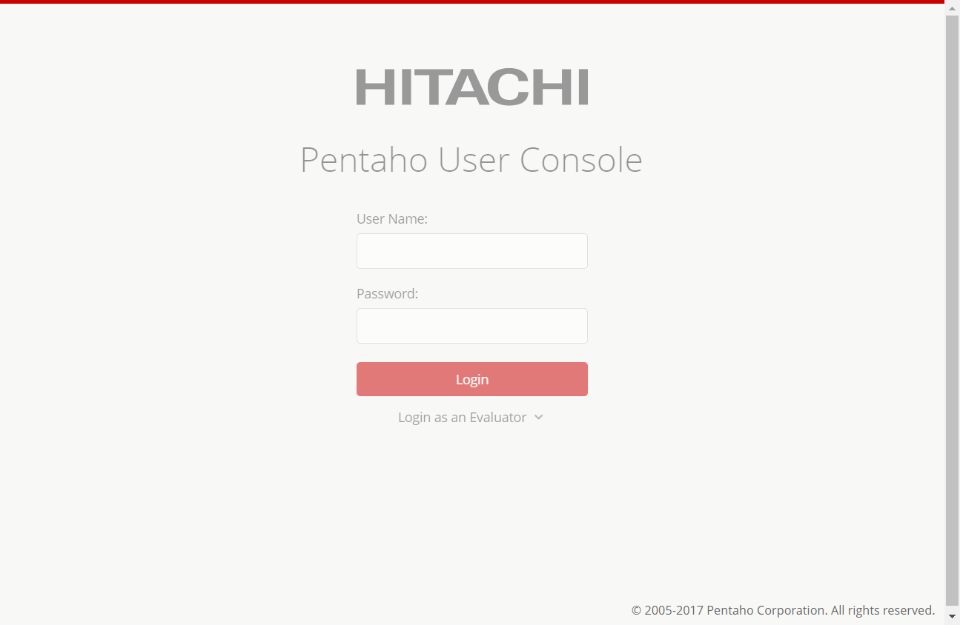 HITACHI
Pentaho User Console
User Name:
Password:
Login
Login as an Evaluator
© 2005-2017 Pentaho Corporation. All rights reserved.